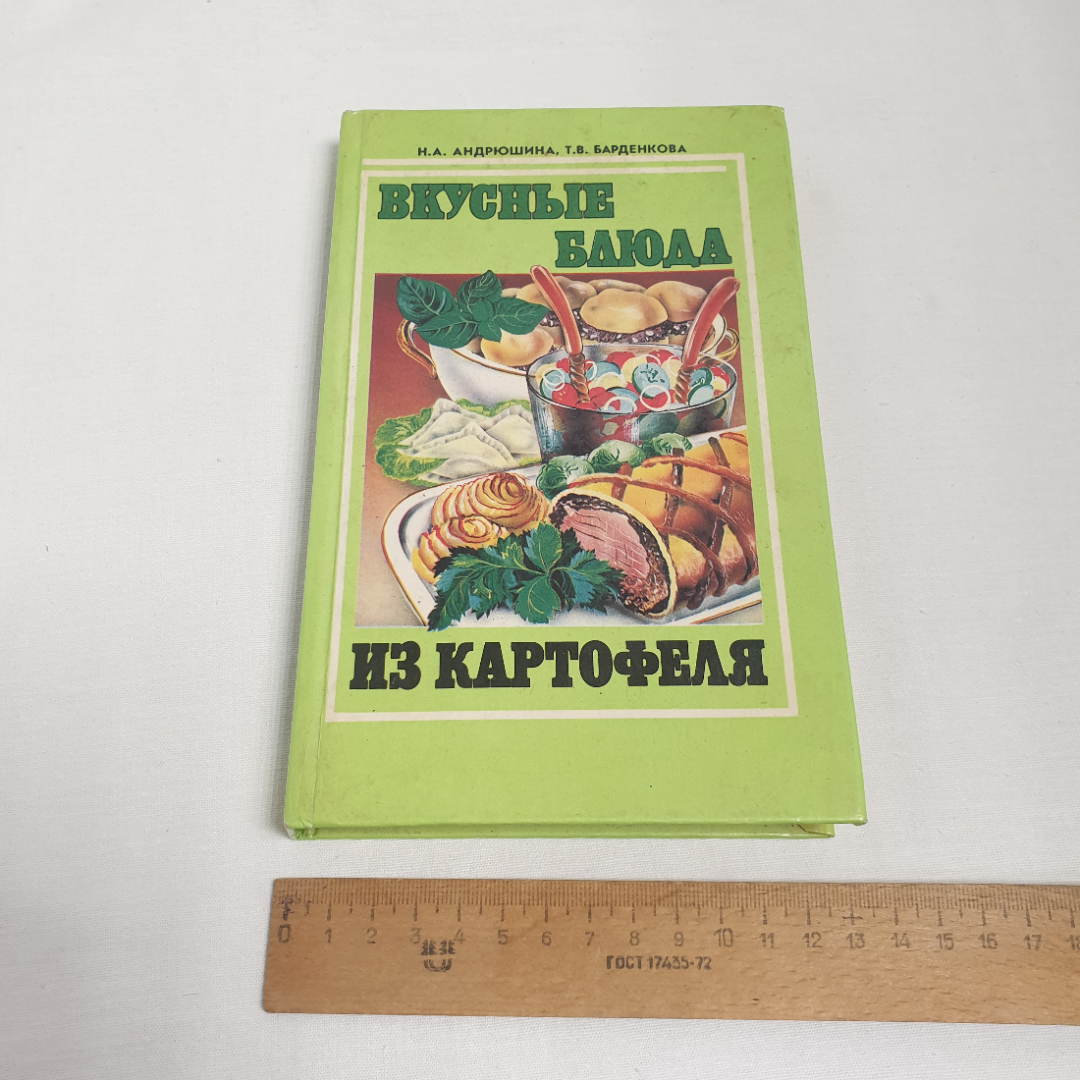 Н.А. АНДРЮШИНА, Т.В. БАРДЕНКОВА
ВКУСНЫЕ
БЛЮДА
ИЗ КАРТОФЕЛЯ
0 1 2 3 4 5 6 7 8 9 10 11 12 13 14 15 16 17
ГОСТ 17435-72